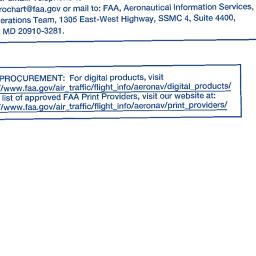 rochart@faa.gov or mail to: FAA, Aeronautical Information Services,
erations Team, 1305 East-West Highway, SSMC 4, Suite 4400,
MD 20910-3281.
PROCUREMENT: For digital products, visit
/www.faa.gov/air_traffic/flight_info/aeronav/digital_products/
list of approved FAA Print Providers, visit our website at:
/www.faa.gov/air_traffic/flight_info/aeronav/print_providers/